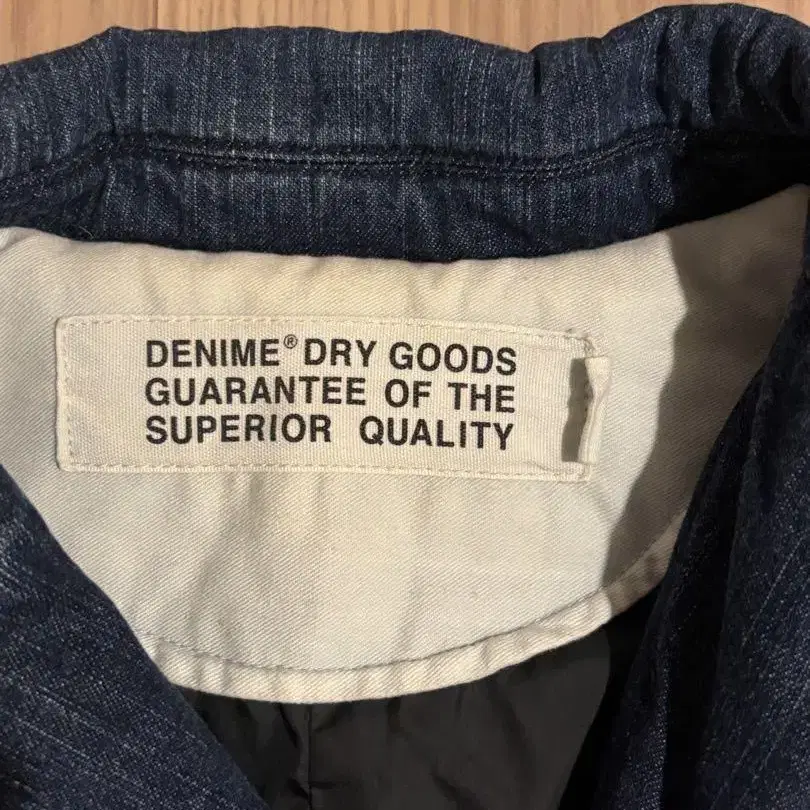 DENIME® DRY GOODS
GUARANTEE OF THE
SUPERIOR QUALITY